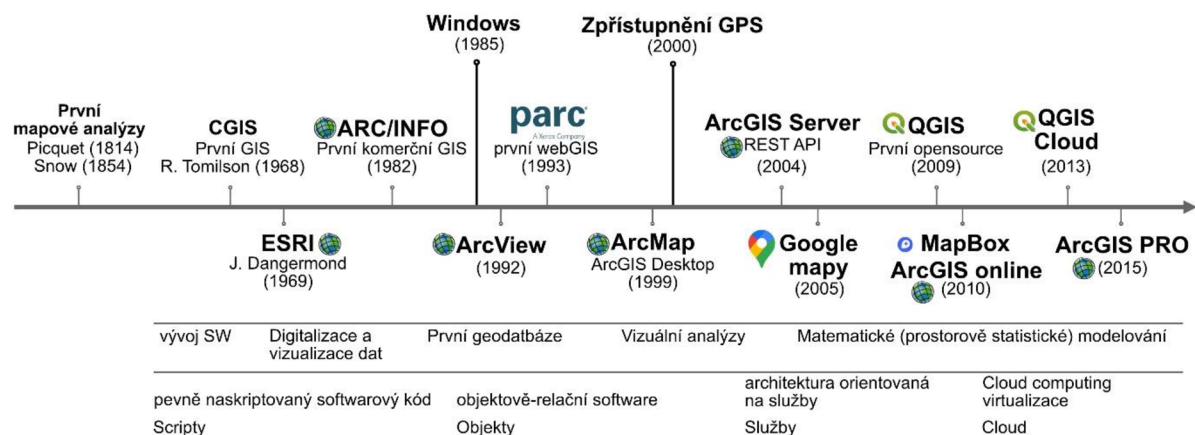 Windows
(1985)
Zpřístupnění GPS
(2000)
První
mapové analýzy
Picquet (1814)
Snow (1854)
CGIS
První GIS
R. Tomilson (1968)
ARC/INFO
První komerční GIS
(1982)
parc
A Xerox Company
první webGIS
(1993)
ArcGIS Server
REST API
(2004)
QGIS
První opensource
(2009)
QGIS
Cloud
(2013)
ESRI
J. Dangermond
(1969)
ArcView
(1992)
ArcMap
ArcGIS Desktop
(1999)
Google
mapy
(2005)
MapBox
ArcGIS online
(2010)
ArcGIS PRO
(2015)
vývoj SW
Digitalizace a
vizualizace dat
První geodatbáze
Vizuální analýzy
Matematické (prostorově statistické) modelování
pevně naskriptovaný softwarový kód
objektově-relační software
architektura orientovaná
na služby
Cloud computing
virtualizace
Scripty
Objekty
Služby
Cloud